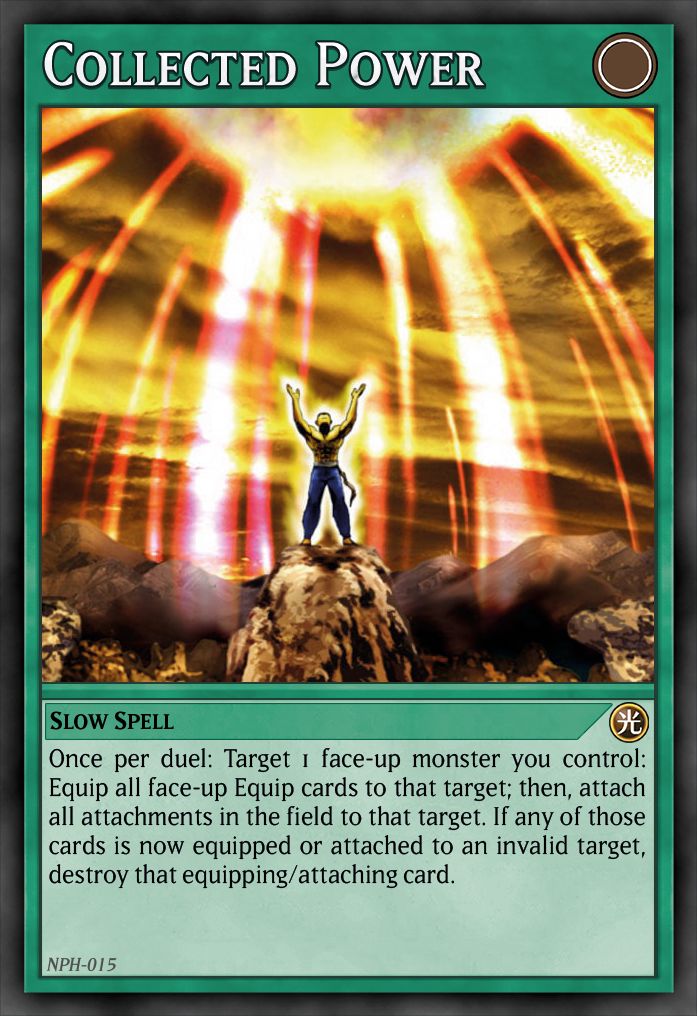 Collected Power
Slow Spell
光
Once per duel: Target 1 face-up monster you control:
Equip all face-up Equip cards to that target; then, attach
all attachments in the field to that target. If any of those
cards is now equipped or attached to an invalid target,
destroy that equipping/attaching card.
NPH-015